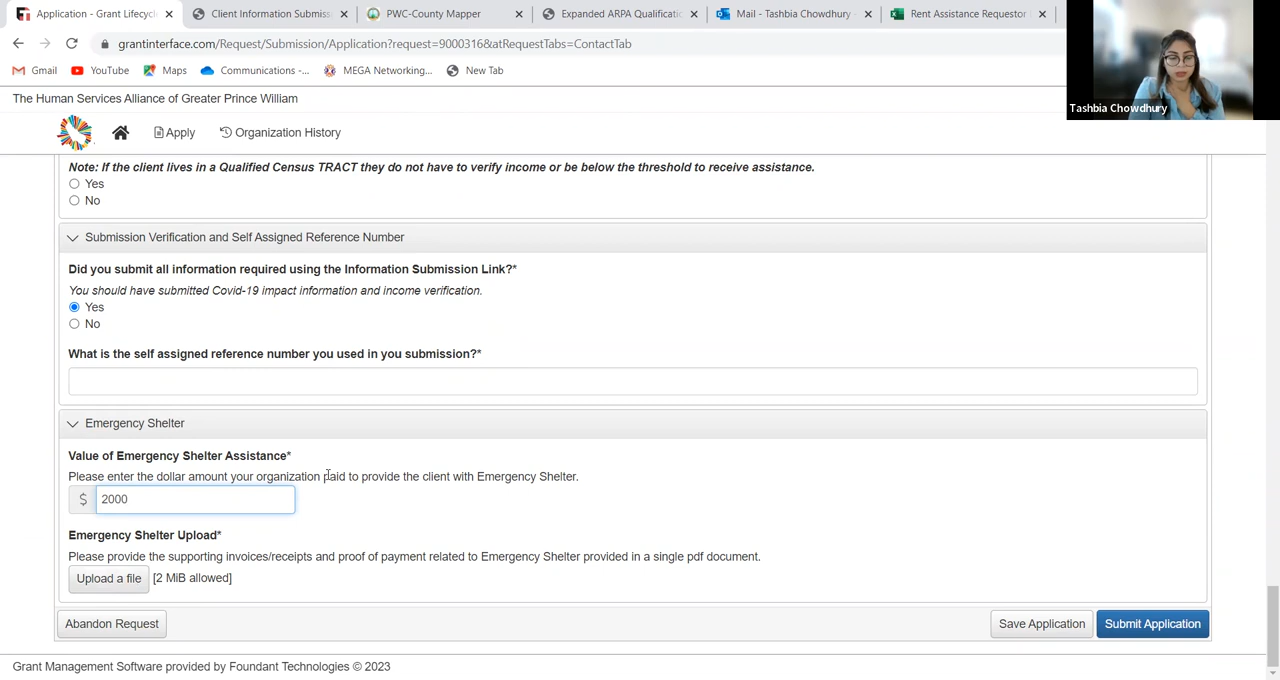 Application - Grant Lifecycl
Client Information Submiss
PWC-County Mapper
Expanded ARPA Qualificatio
Mail - Tashbia Chowdhury -
Rent Assistance Requestor
grantinterface.com/Request/Submission/Application?request=9000316&atRequestTabs=ContactTab
Gmail YouTube Maps Communications -... MEGA Networking... New Tab
Tashbia Chowdhury
The Human Services Alliance of Greater Prince William
Apply Organization History
Note: If the client lives in a Qualified Census TRACT they do not have to verify income or be below the threshold to receive assistance.
Yes
No
Submission Verification and Self Assigned Reference Number
Did you submit all information required using the Information Submission Link?*
You should have submitted Covid-19 impact information and income verification.
Yes
No
What is the self assigned reference number you used in you submission?*
Emergency Shelter
Value of Emergency Shelter Assistance*
Please enter the dollar amount your organization paid to provide the client with Emergency Shelter.
$ 2000
Emergency Shelter Upload*
Please provide the supporting invoices/receipts and proof of payment related to Emergency Shelter provided in a single pdf document.
Upload a file [2 MiB allowed]
Abandon Request Save Application Submit Application
Grant Management Software provided by Foundant Technologies © 2023